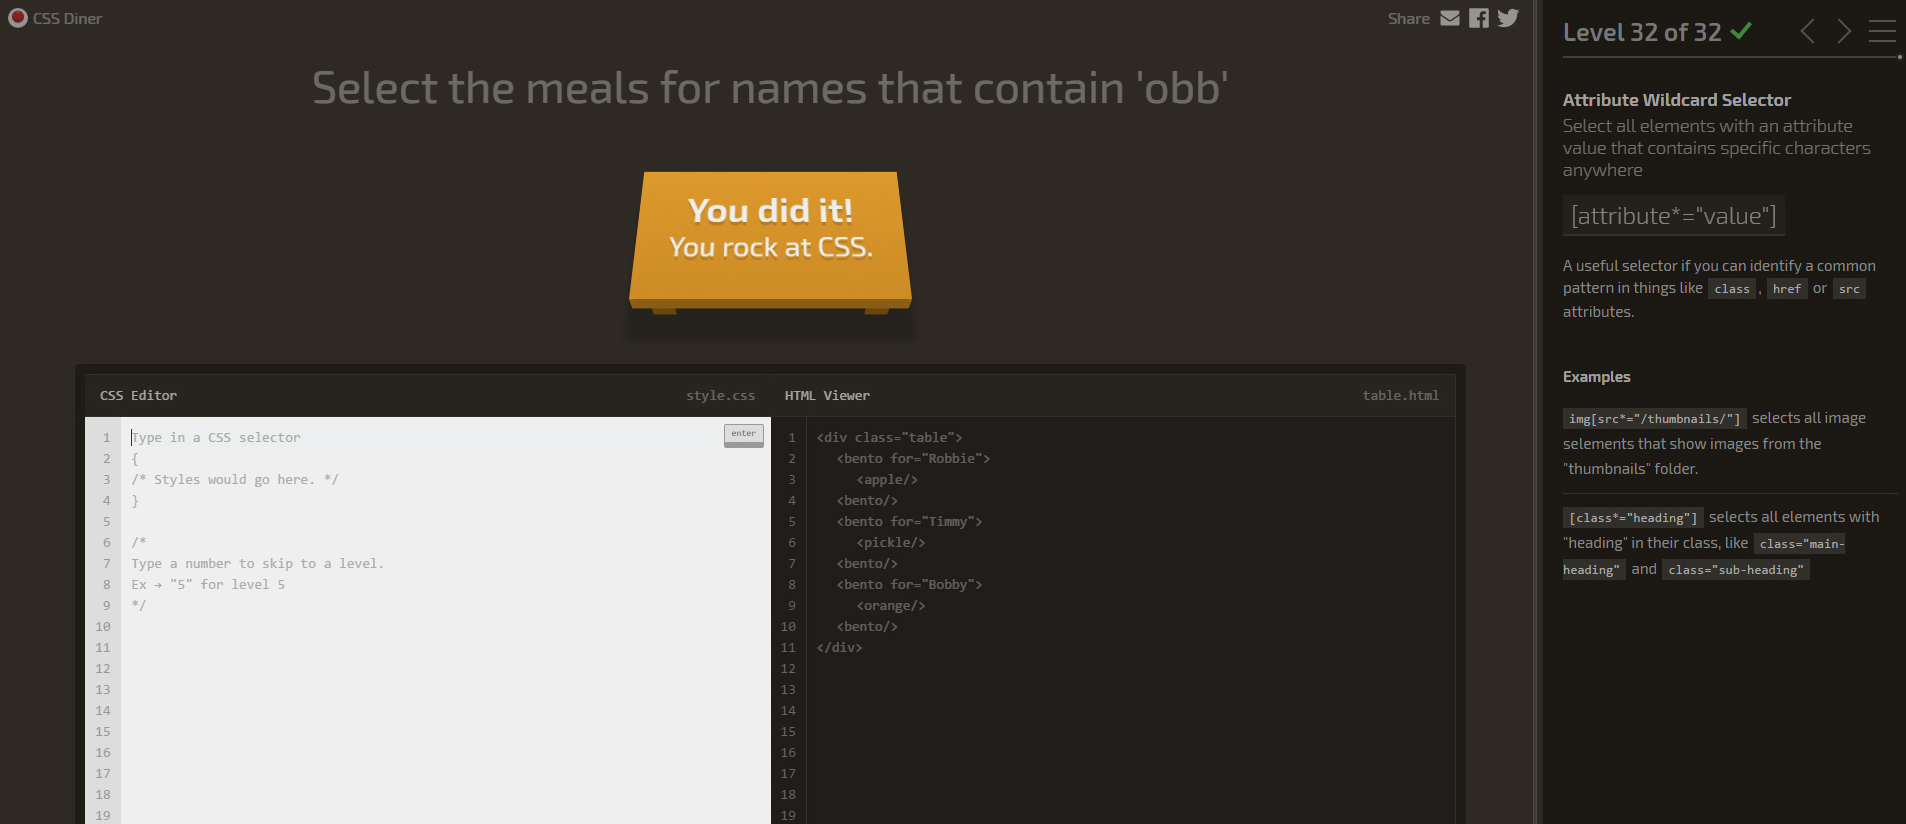 CSS Diner
Share
Select the meals for names that contain 'obb'
You did it!
You rock at CSS.
CSS Editor
style.css
HTML Viewer
table.html
1
2
3
4
5
6
7
8
9
10
11
12
13
14
15
16
17
18
19
Type in a CSS selector
enter
{
/* Styles would go here. */
}
/*
Type a number to skip to a level.
Ex → "5" for level 5
*/
1
2
3
4
5
6
7
8
9
10
11
12
13
14
15
16
17
18
19
<div class="table">
<bento for="Robbie">
<apple/>
<bento/>
<bento for="Timmy">
<pickle/>
<bento/>
<bento for="Bobby">
<orange/>
<bento/>
</div>
Level 32 of 32
Attribute Wildcard Selector
Select all elements with an attribute
value that contains specific characters
anywhere
[attribute*="value"]
A useful selector if you can identify a common
pattern in things like class , href or src
attributes.
Examples
img[src*="/thumbnails/"] selects all image
selements that show images from the
"thumbnails" folder.
[class*="heading"] selects all elements with
"heading" in their class, like class="main-
heading" and class="sub-heading"